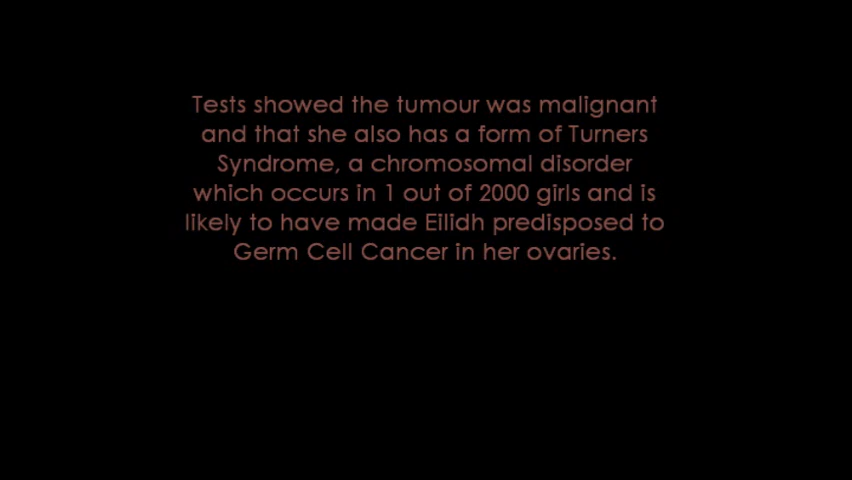 Tests showed the tumour was malignant
and that she also has a form of Turners
Syndrome, a chromosomal disorder
which occurs in 1 out of 2000 girls and is
likely to have made Eilidh predisposed to
Germ Cell Cancer in her ovaries.